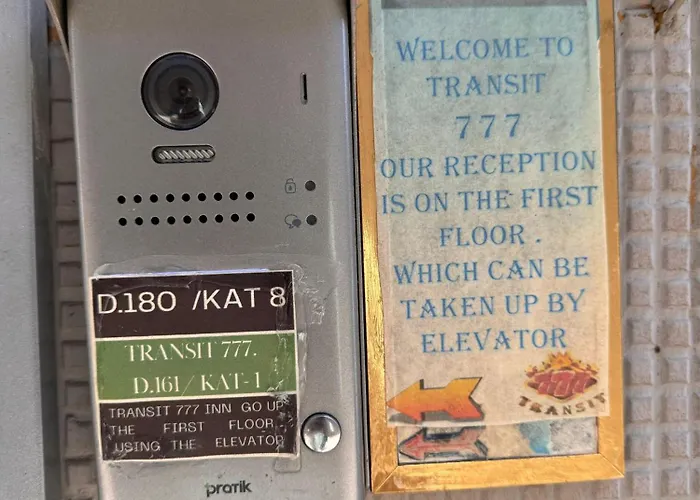 D.180 /KAT 8
TRANSIT 777.
D.161/ KAT-1
TRANSIT 777 INN GO UP
THE FIRST FLOOR
USING THE ELEVATOR
pratik
WELCOME TO
TRANSIT
777
OUR RECEPTION
IS ON THE FIRST
FLOOR .
WHICH CAN BE
TAKEN UP BY
ELEVATOR
777
TRANSIT